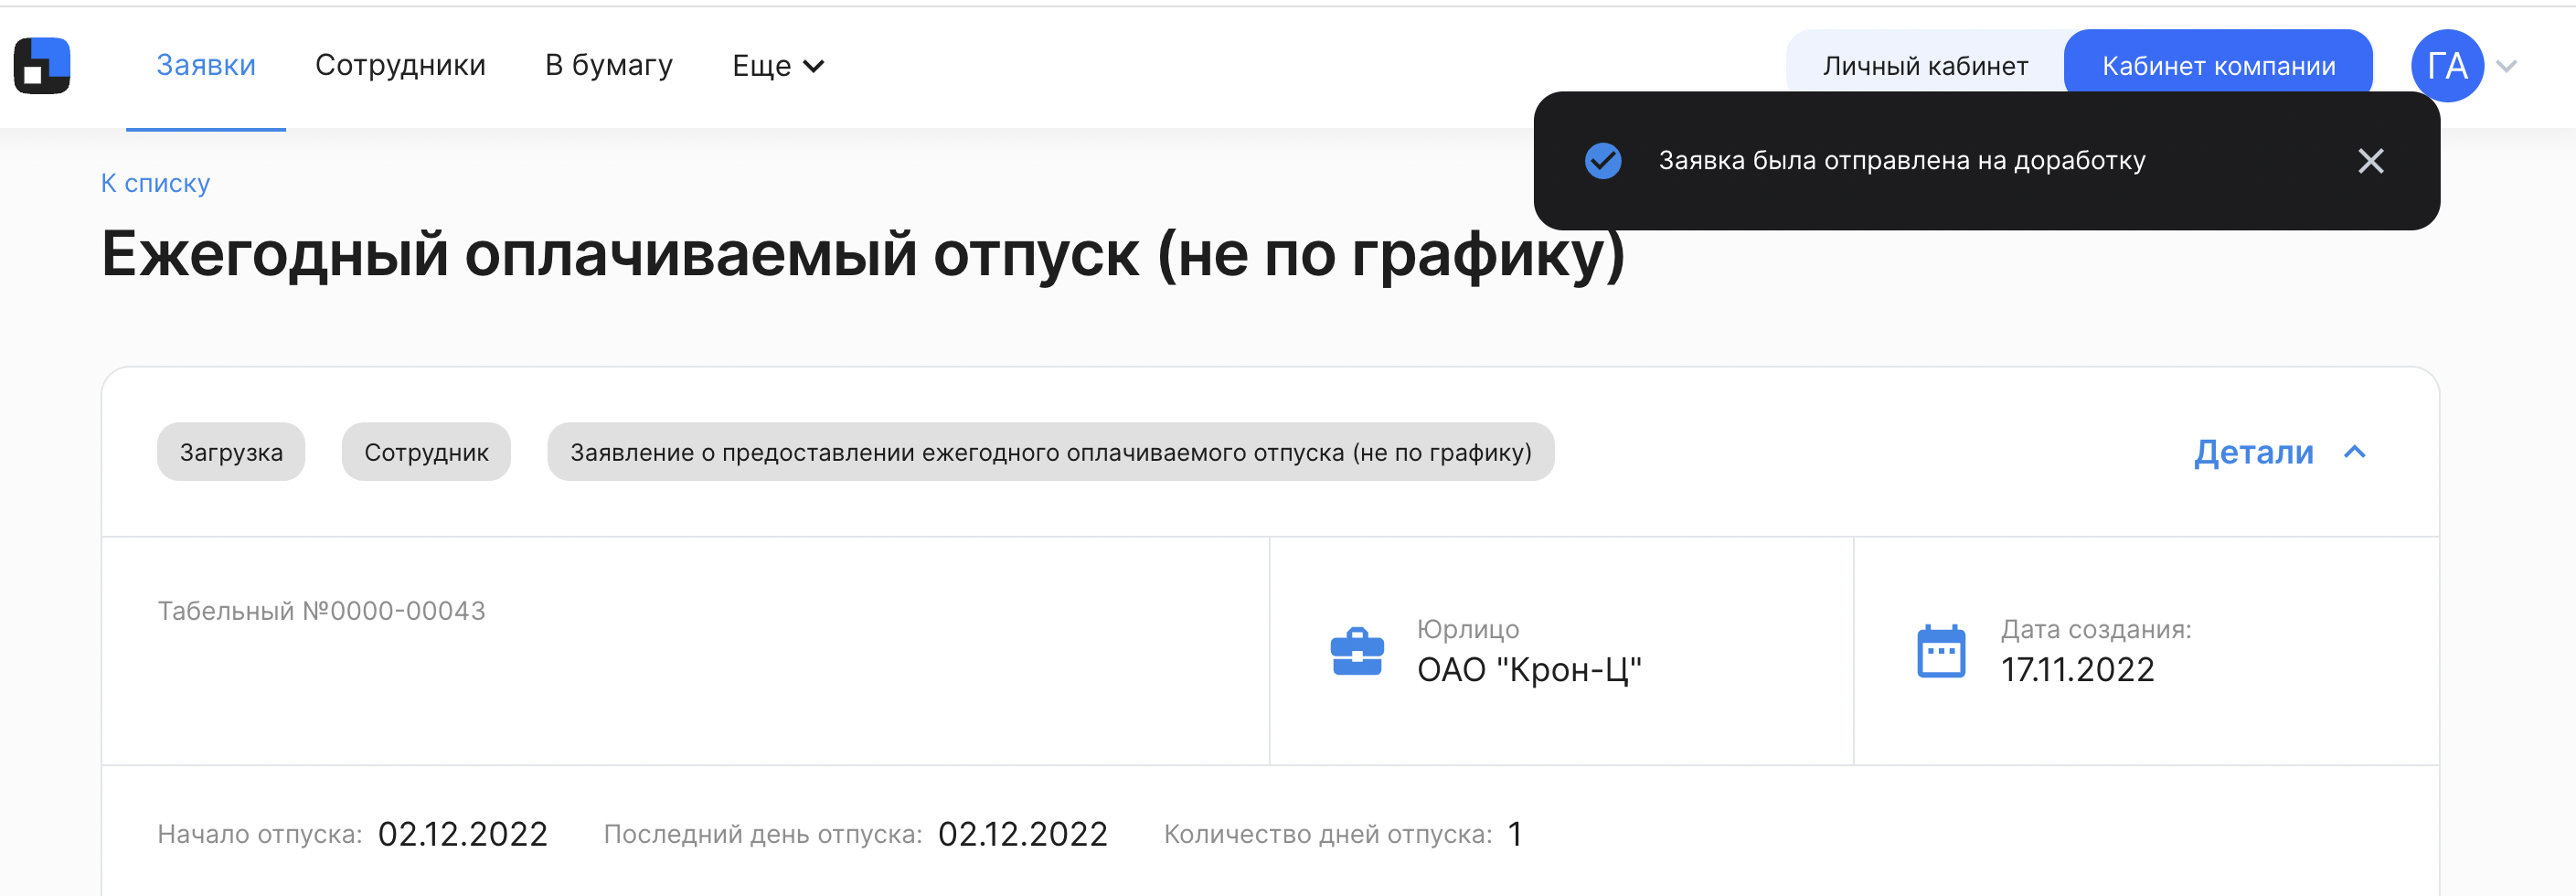 Заявки Сотрудники В бумагу Еще Личный кабинет Кабинет компании ГА
Заявка была отправлена на доработку
К списку
Ежегодный оплачиваемый отпуск (не по графику)
Загрузка Сотрудник Заявление о предоставлении ежегодного оплачиваемого отпуска (не по графику) Детали
Табельный №0000-00043
Юрлицо
ОАО "Крон-Ц"
Дата создания:
17.11.2022
Начало отпуска: 02.12.2022 Последний день отпуска: 02.12.2022 Количество дней отпуска: 1